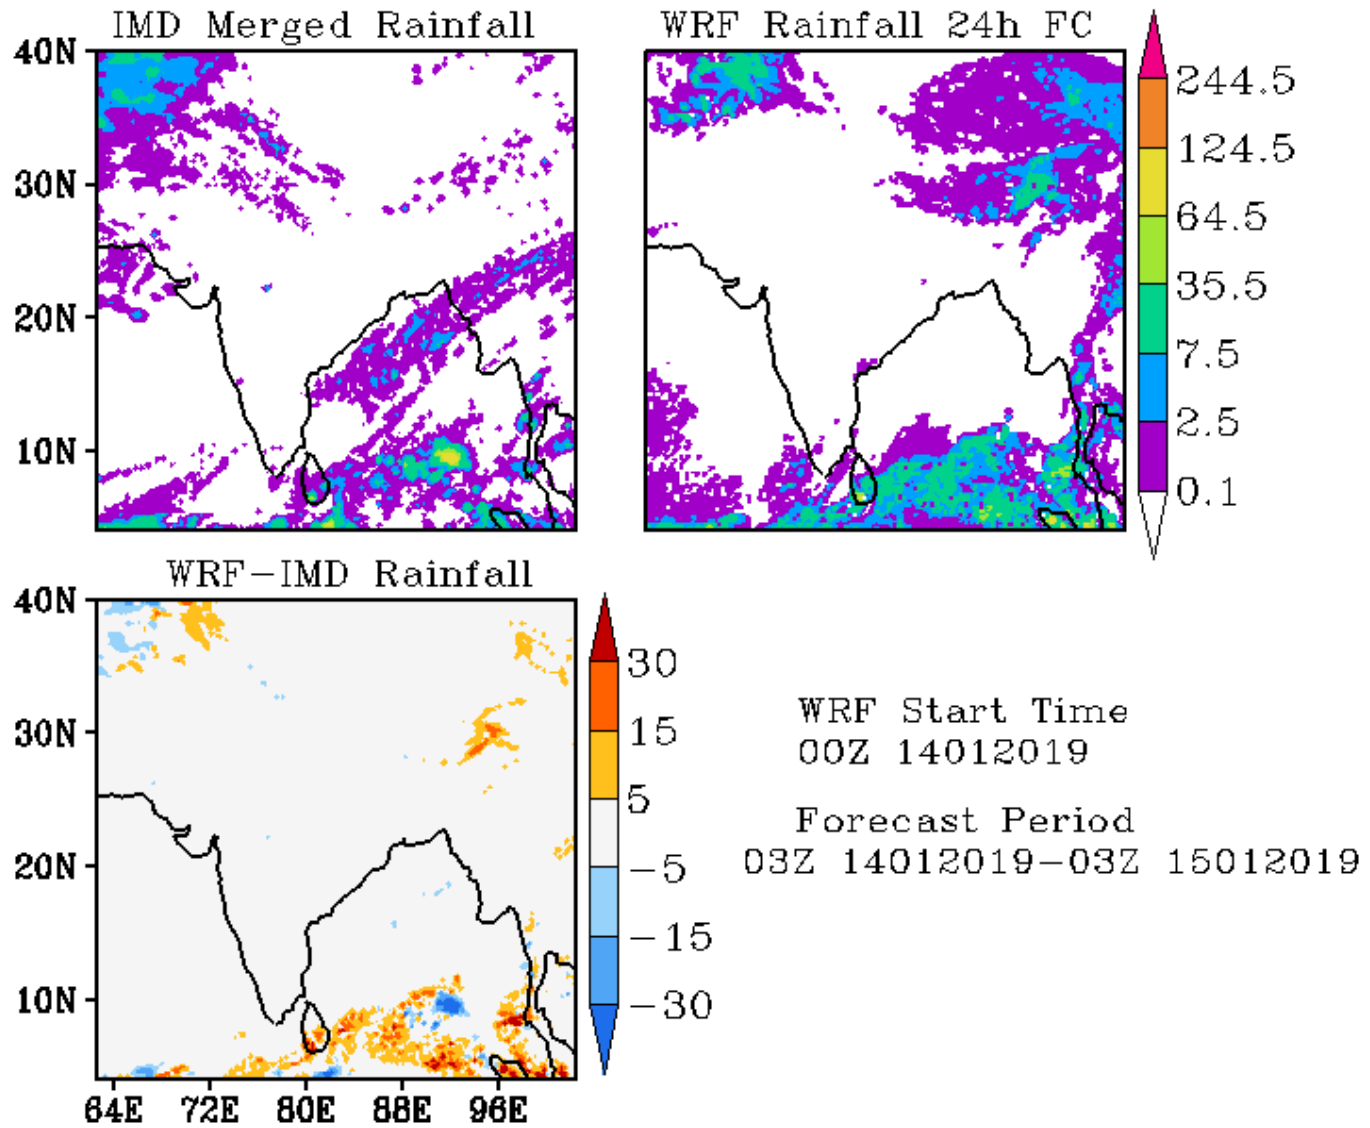 IMD Merged Rainfall
WRF Rainfall 24h FC
40N
30N
20N
10N
244.5
124.5
64.5
35.5
7.5
2.5
0.1
WRF-IMD Rainfall
40N
30N
20N
10N
64E 72E 80E 88E 96E
30
15
5
-5
-15
-30
WRF Start Time
00Z 14012019
Forecast Period
03Z 14012019-03Z 15012019